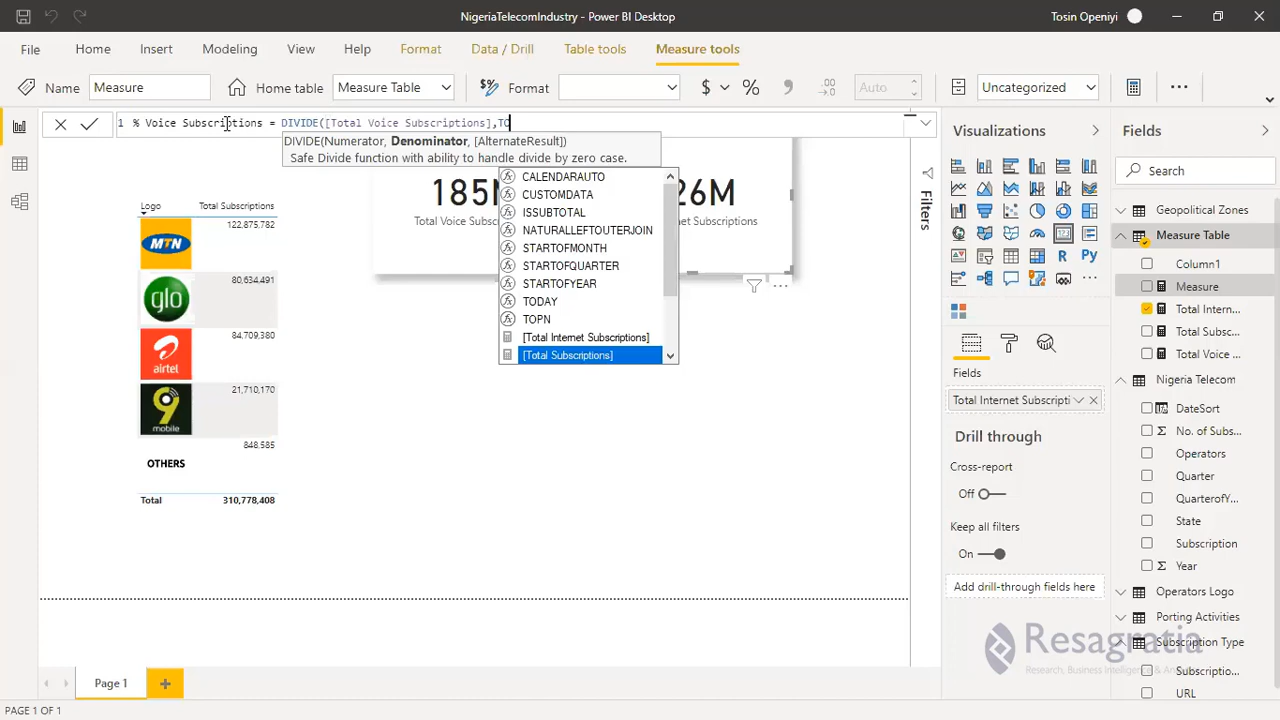 NigeriaTelecomIndustry - Power BI Desktop
Tosin Openiyi
File
Home
Insert
Modeling
View
Help
Format
Data / Drill
Table tools
Measure tools
Name
Measure
Home table
Measure Table
Format
$
%
Auto
Uncategorized
1 % Voice Subscriptions = DIVIDE([Total Voice Subscriptions],TO
DIVIDE(Numerator, Denominator, [AlternateResult])
Safe Divide function with ability to handle divide by zero case.
CALENDARAUTO
CUSTOMDATA
ISSUBTOTAL
NATURALLEFTOUTERJOIN
STARTOFMONTH
STARTOFQUARTER
STARTOFYEAR
TODAY
TOPN
[Total Internet Subscriptions]
[Total Subscriptions]
Logo
Total Subscriptions
MTN
122,875,782
glo
80,634,491
airtel
84,709,380
9
mobile
21,710,170
OTHERS
848,585
Total
310,778,408
185
Total Voice Subsc
26M
net Subscriptions
Filters
Visualizations
R
Py
Fields
Total Internet Subscripti
Drill through
Cross-report
Off
Keep all filters
On
Add drill-through fields here
Fields
Search
Geopolitical Zones
Measure Table
Column1
Measure
Total Intern...
Total Subsc...
Total Voice ...
Nigeria Telecom
DateSort
No. of Subs...
Operators
Quarter
QuarterofY...
State
Subscription
Year
Operators Logo
Porting Activities
Subscription Type
Subscriptio...
URL
Resagratia
Research, Business Intelligence &
Page 1
PAGE 1 OF 1